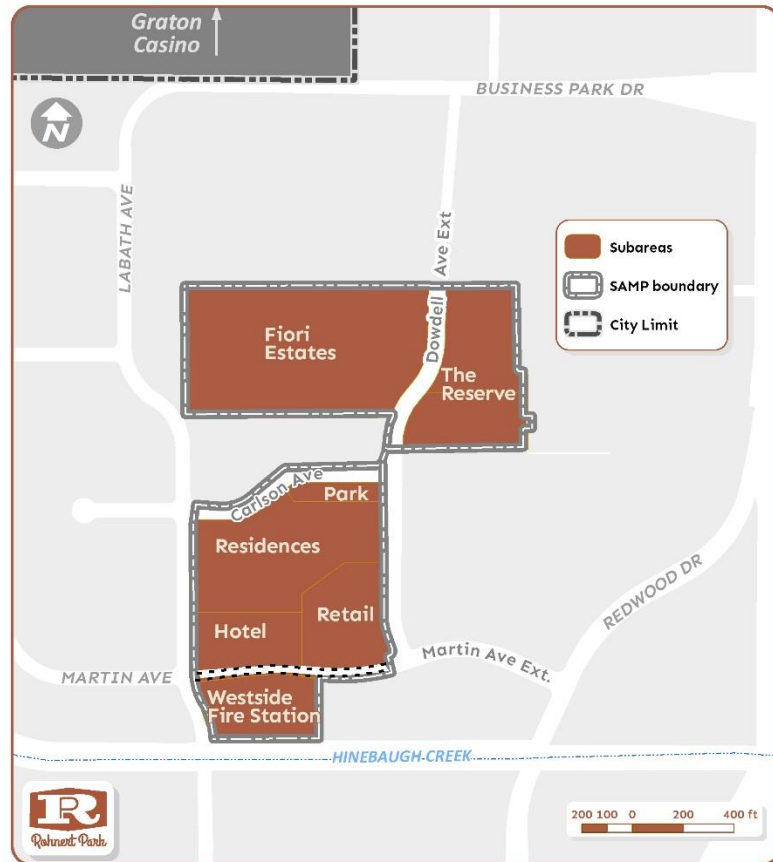 Graton
Casino
N
BUSINESS PARK DR
LABATH AVE
Dowdell Ave Ext
Subareas
SAMP boundary
City Limit
Fiori
Estates
The
Reserve
Carlson Ave
Park
Residences
Retail
Hotel
REDWOOD DR
MARTIN AVE
Martin Ave Ext.
Westside
Fire Station
HINEBAUGH CREEK
R
Rohnert Park
200 100 0 200 400 ft